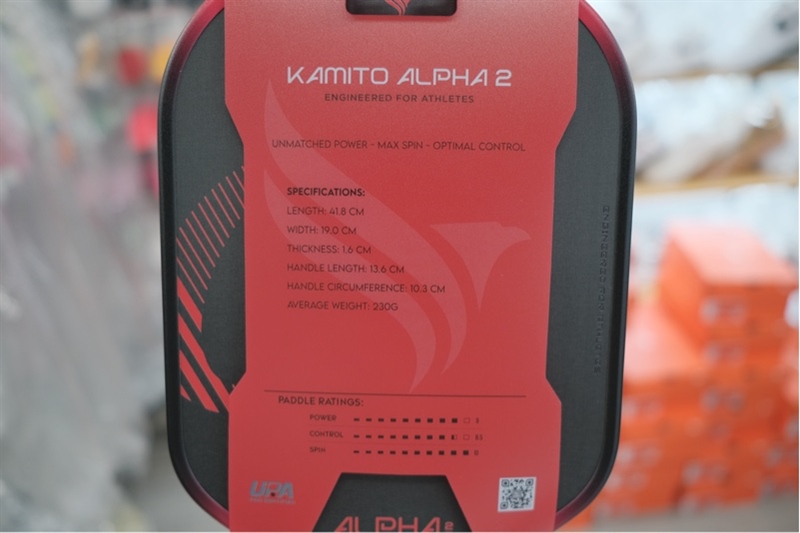 KAMITO ALPHA 2
ENGINEERED FOR ATHLETES
UNMATCHED POWER - MAX SPIN - OPTIMAL CONTROL
SPECIFICATIONS:
LENGTH: 41.8 CM
WIDTH: 19.0 CM
THICKNESS: 1.6 CM
HANDLE LENGTH: 13.6 CM
HANDLE CIRCUMFERENCE: 10.3 CM
AVERAGE WEIGHT: 230G
PADDLE RATINGS:
POWER
CONTROL
SPIN
UPA
ALPHA 2